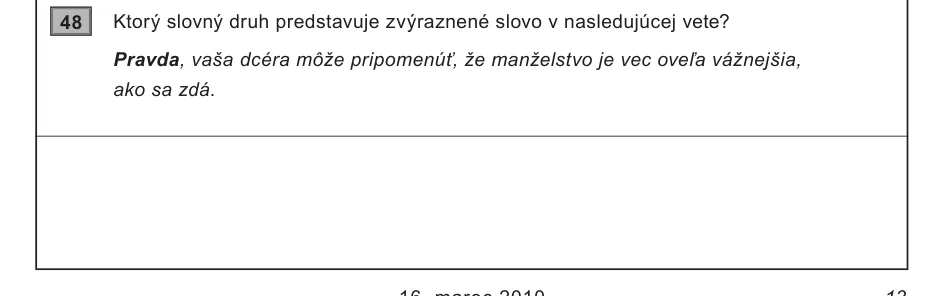 48 Ktorý slovný druh predstavuje zvýraznené slovo v nasledujúcej vete?
Pravda, vaša dcéra môže pripomenúť, že manželstvo je vec oveľa vážnejšia,
ako sa zdá.
16. marec 2010 13